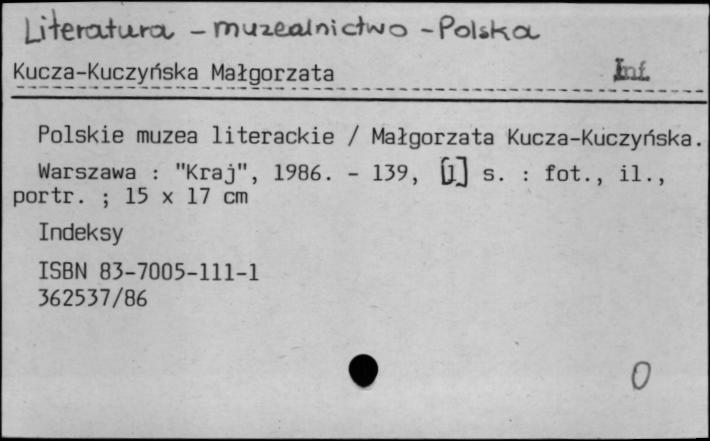 Literatura - muzealnictwo - Polska
Kucza-Kuczyńska Małgorzata Inf.
Polskie muzea literackie / Małgorzata Kucza-Kuczyńska.
Warszawa : "Kraj", 1986. - 139, [1] s. : fot., il.,
portr. ; 15 x 17 cm
Indeksy
ISBN 83-7005-111-1
362537/86
0